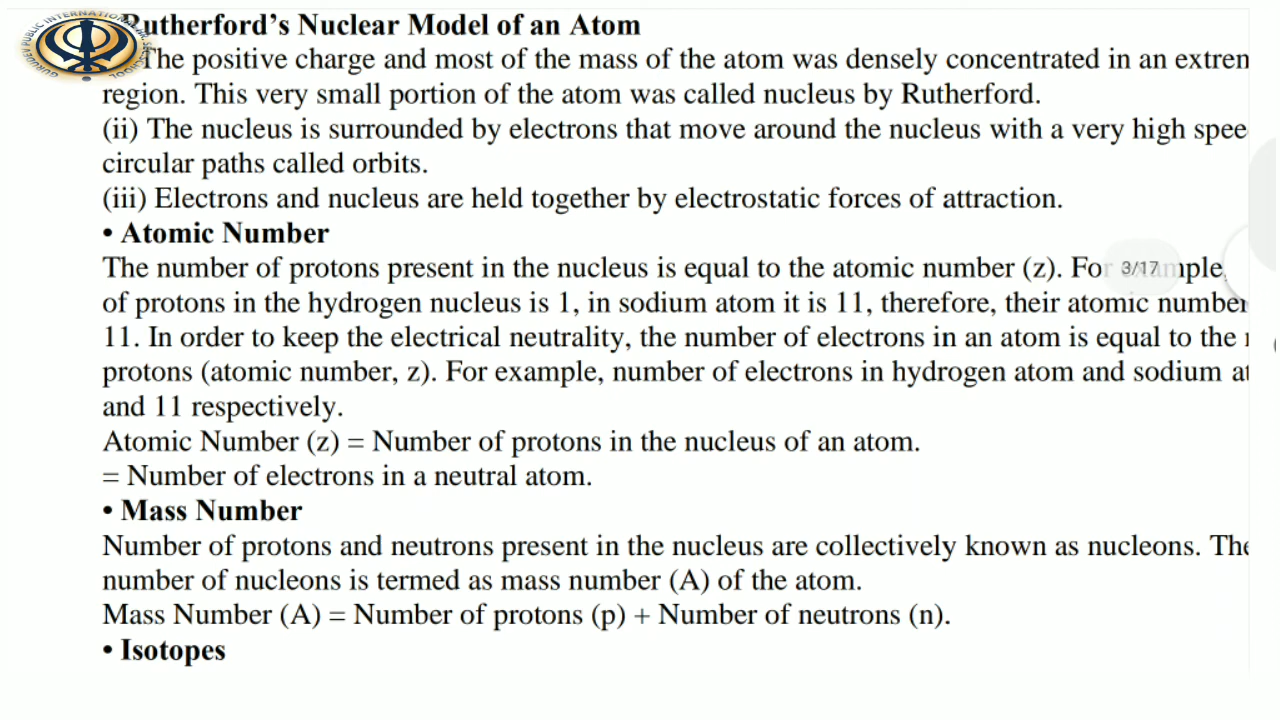 Rutherford's Nuclear Model of an Atom
The positive charge and most of the mass of the atom was densely concentrated in an
region. This very small portion of the atom was called nucleus by Rutherford.
(ii) The nucleus is surrounded by electrons that move around the nucleus with a very high
circular paths called orbits.
(iii) Electrons and nucleus are held together by electrostatic forces of attraction.
• Atomic Number
The number of protons present in the nucleus is equal to the atomic number (z). For
3/17
of protons in the hydrogen nucleus is 1, in sodium atom it is 11, therefore, their atomic number
11. In order to keep the electrical neutrality, the number of electrons in an atom is equal to the
protons (atomic number, z). For example, number of electrons in hydrogen atom and sodium
and 11 respectively.
Atomic Number (z) = Number of protons in the nucleus of an atom.
= Number of electrons in a neutral atom.
• Mass Number
Number of protons and neutrons present in the nucleus are collectively known as nucleons. The
number of nucleons is termed as mass number (A) of the atom.
Mass Number (A) = Number of protons (p) + Number of neutrons (n).
• Isotopes